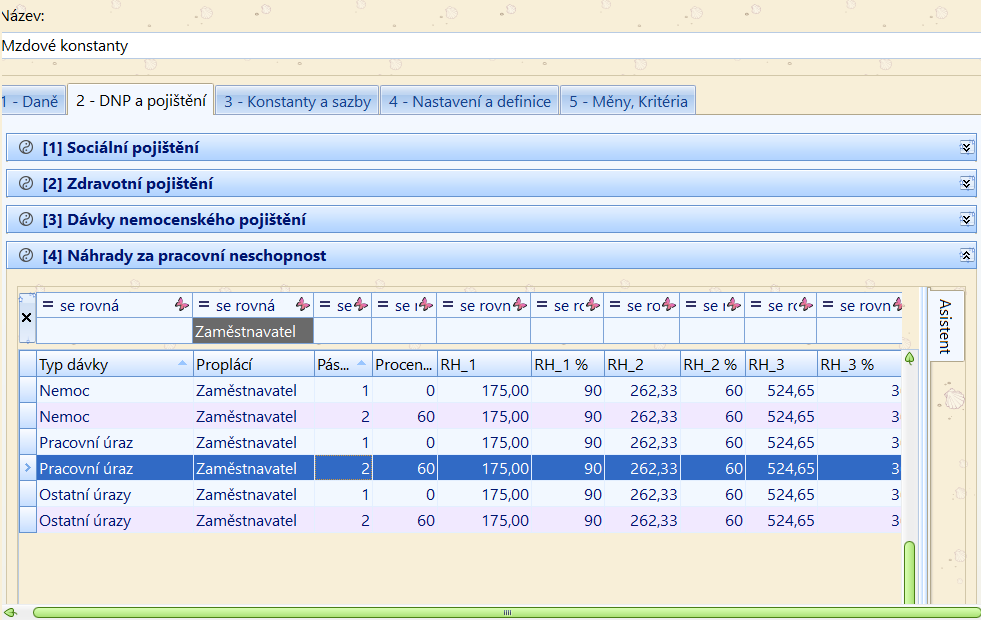 Název:
Mzdové konstanty
1 - Daně 2 - DNP a pojištění 3 - Konstanty a sazby 4 - Nastavení a definice 5 - Měny, Kritéria
[1] Sociální pojištění
[2] Zdravotní pojištění
[3] Dávky nemocenského pojištění
[4] Náhrady za pracovní neschopnost
= se rovná = se rovná = se = se r = se rovn = se ro = se ro = se r = se ro = se rovn
Zaměstnavatel
Asistent
Typ dávky Proplácí Pás... Procen... RH_1 RH_1 % RH_2 RH_2 % RH_3 RH_3 %
Nemoc Zaměstnavatel 1 0 175,00 90 262,33 60 524,65 3
Nemoc Zaměstnavatel 2 60 175,00 90 262,33 60 524,65 3
Pracovní úraz Zaměstnavatel 1 0 175,00 90 262,33 60 524,65 3
Pracovní úraz Zaměstnavatel 2 60 175,00 90 262,33 60 524,65 3
Ostatní úrazy Zaměstnavatel 1 0 175,00 90 262,33 60 524,65 3
Ostatní úrazy Zaměstnavatel 2 60 175,00 90 262,33 60 524,65 3